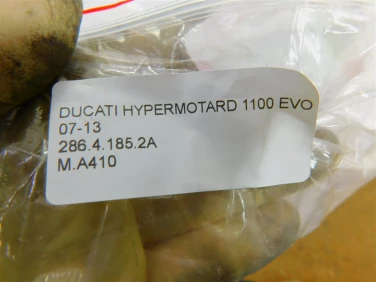 DUCATI HYPERMOTARD 1100 EVO
07-13
286.4.185.2A
M.A410